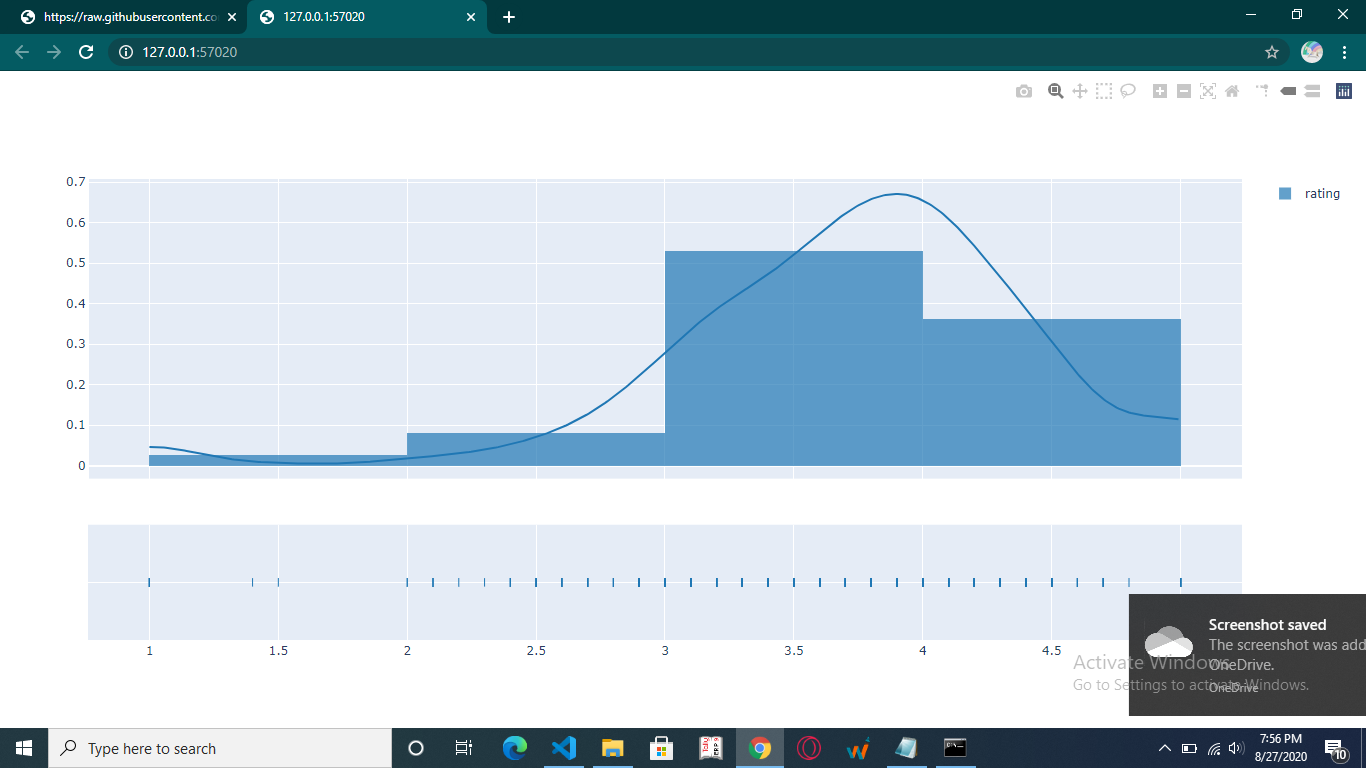 https://raw.githubusercontent.co
127.0.0.1:57020
127.0.0.1:57020
0.7
0.6
0.5
0.4
0.3
0.2
0.1
0
rating
1
1.5
2
2.5
3
3.5
4
4.5
Screenshot saved
The screenshot was add
OneDrive.
OneDrive
Activate Windows
Go to Settings to activate Windows.
Type here to search
7:56 PM
8/27/2020
10